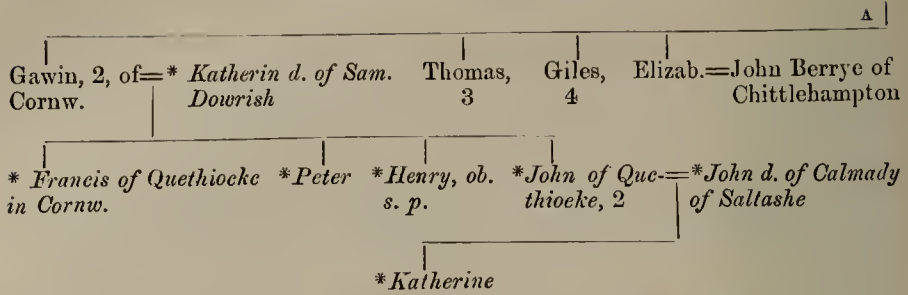 A
Gawin, 2, of=* Katherin d. of Sam. Thomas, Giles, Elizab.=John Berrye of
Cornw. Dowrish 3 4 Chittlehampton
* Francis of Quethiocke *Peter *Henry, ob. *John of Que-=*John d. of Calmady
in Cornw. s. p. thiocke, 2 of Saltashe
*Katherine